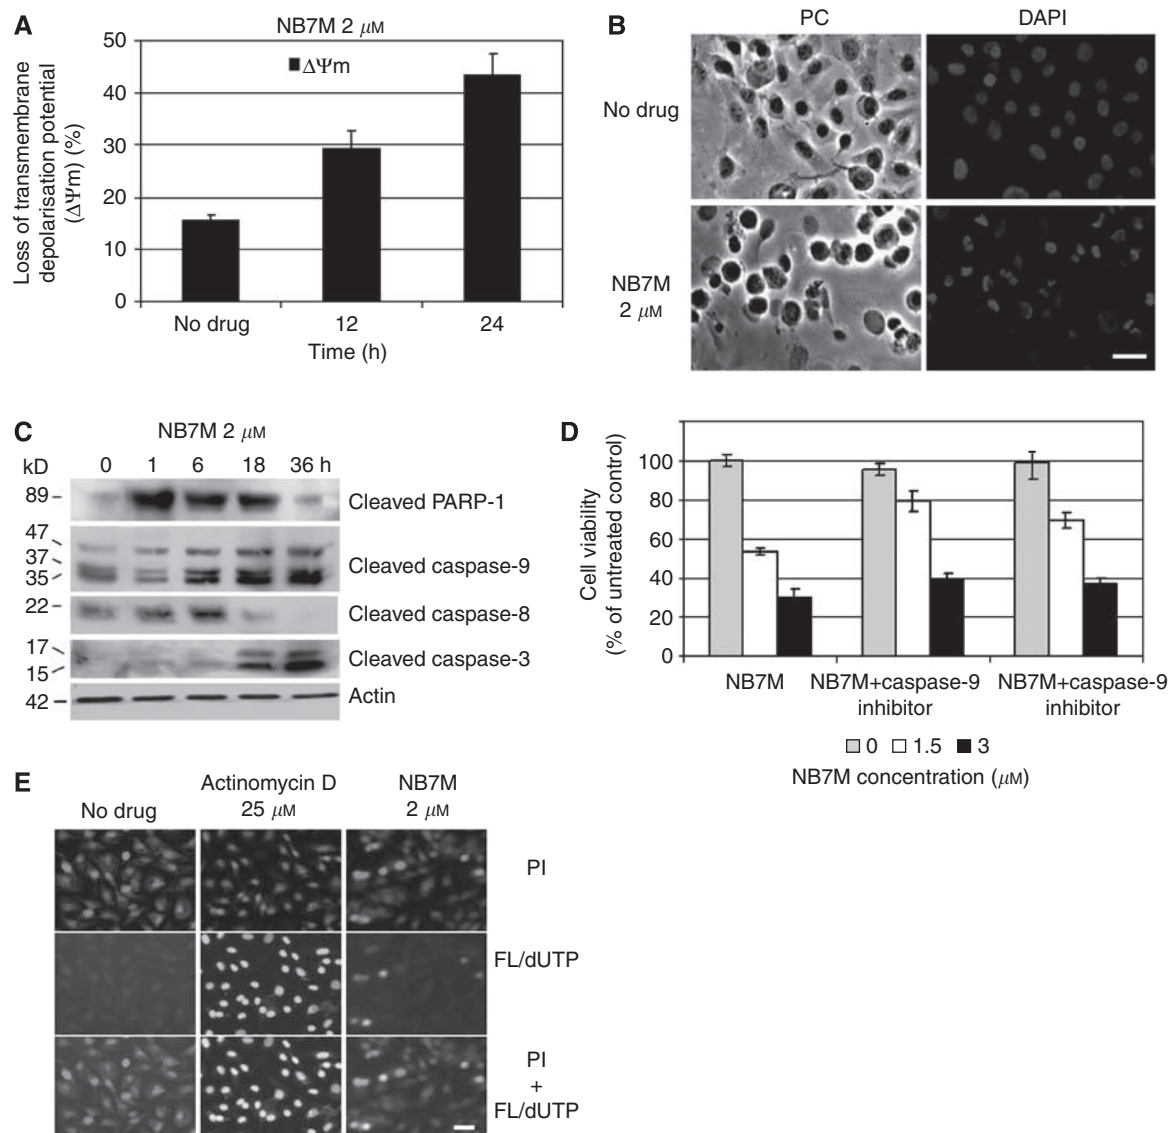 A
NB7M 2 μM
Loss of transmembrane
depolarisation potential
(ΔΨm) (%)
50
40
30
20
10
0
ΔΨm
No drug 12 24
Time (h)
B
PC DAPI
No drug
NB7M
2 μM
C
NB7M 2 μM
kD 0 1 6 18 36 h
89 Cleaved PARP-1
47
37
35
Cleaved caspase-9
22 Cleaved caspase-8
17
15
Cleaved caspase-3
42 Actin
D
Cell viability
(% of untreated control)
100
80
60
40
20
0
NB7M NB7M+caspase-9 NB7M+caspase-9
inhibitor inhibitor
0 1.5 3
NB7M concentration (μM)
E
Actinomycin D NB7M
No drug 25 μM 2 μM
PI
FL/dUTP
PI
+
FL/dUTP